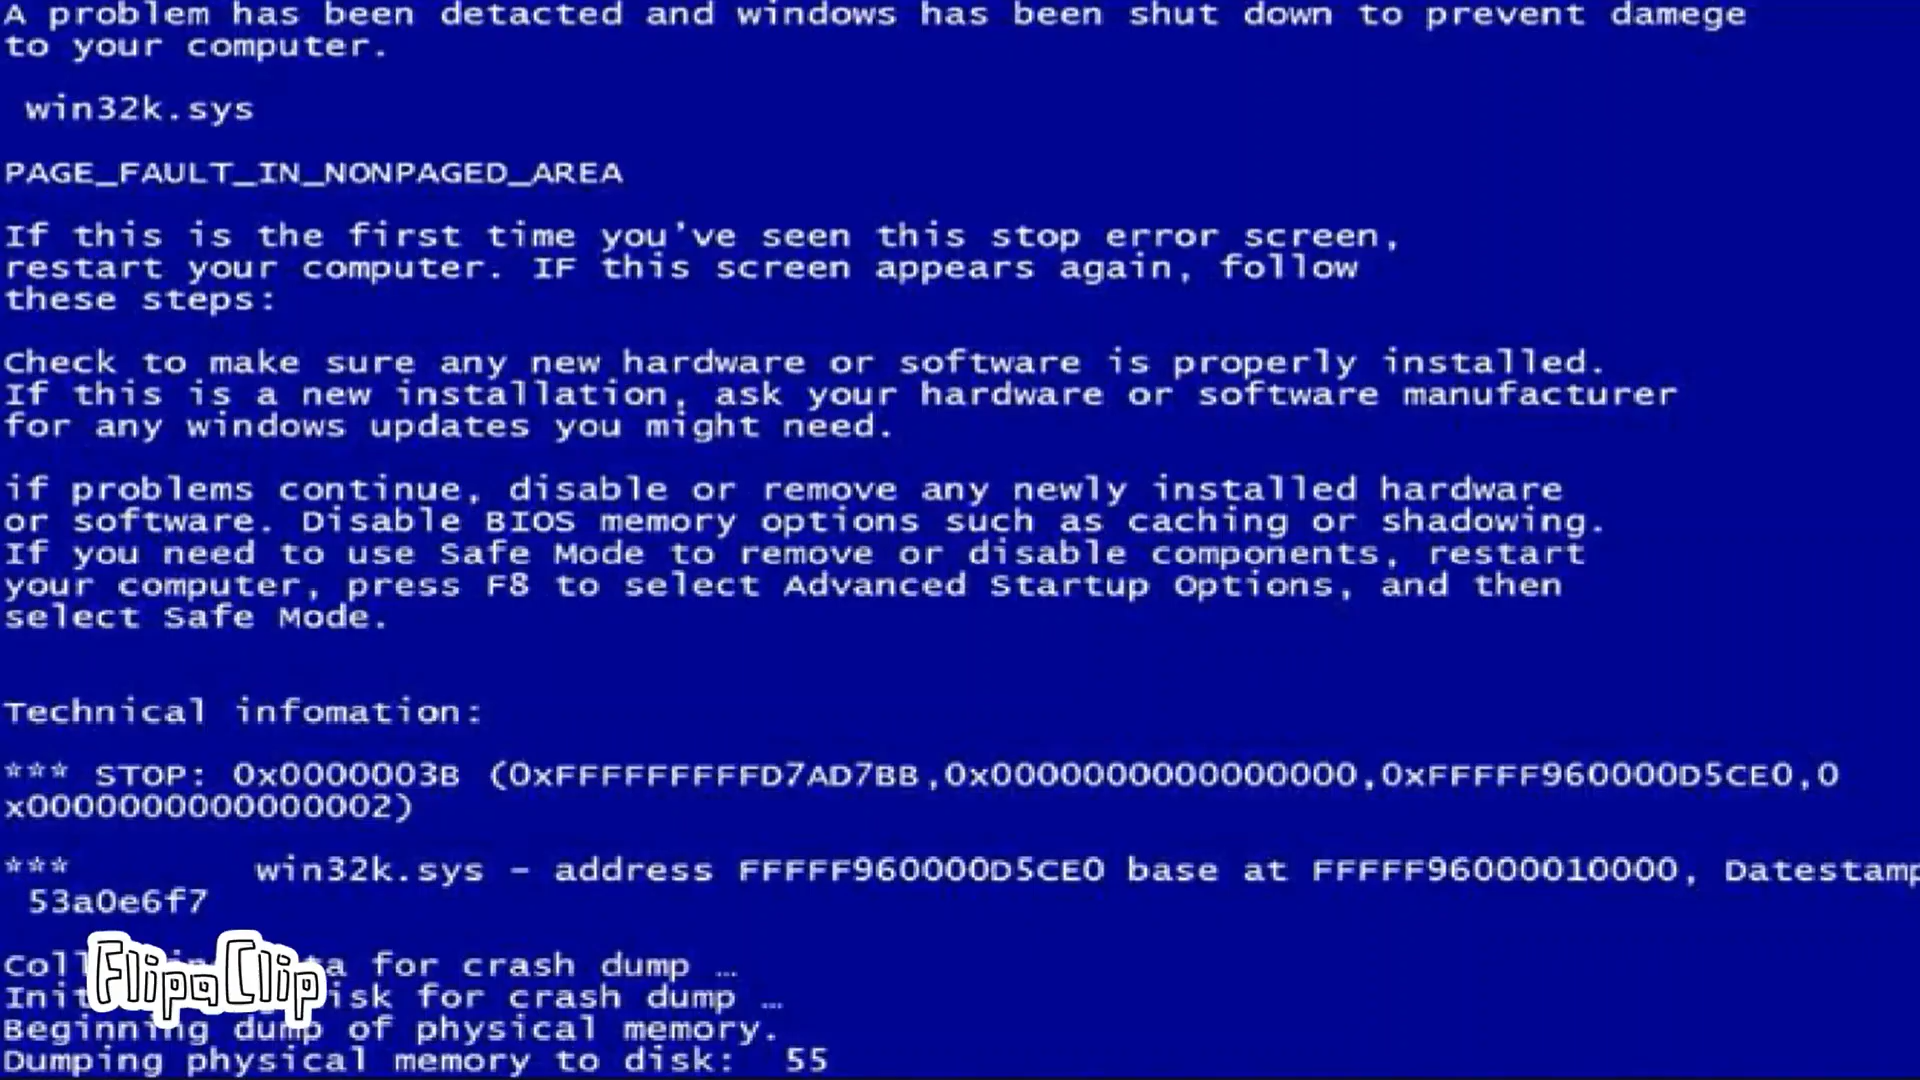 A problem has been detacted and windows has been shut down to prevent damege
to your computer.
win32k.sys
PAGE_FAULT_IN_NONPAGED_AREA
If this is the first time you've seen this stop error screen,
restart your computer. IF this screen appears again, follow
these steps:
Check to make sure any new hardware or software is properly installed.
If this is a new installation, ask your hardware or software manufacturer
for any windows updates you might need.
if problems continue, disable or remove any newly installed hardware
or software. Disable BIOS memory options such as caching or shadowing.
If you need to use Safe Mode to remove or disable components, restart
your computer, press F8 to select Advanced Startup Options, and then
select Safe Mode.
Technical infomation:
*** STOP: 0x0000003B (0xFFFFFFFFFD7AD7BB,0x0000000000000000,0xFFFFF960000D5CE0,0
x0000000000000002)
*** win32k.sys - address FFFFF960000D5CE0 base at FFFFF96000010000, Datestamp
53a0e6f7
for crash dump ...
for crash dump ...
Beginning dump of physical memory.
Dumping physical memory to disk: 55
FlipaClip